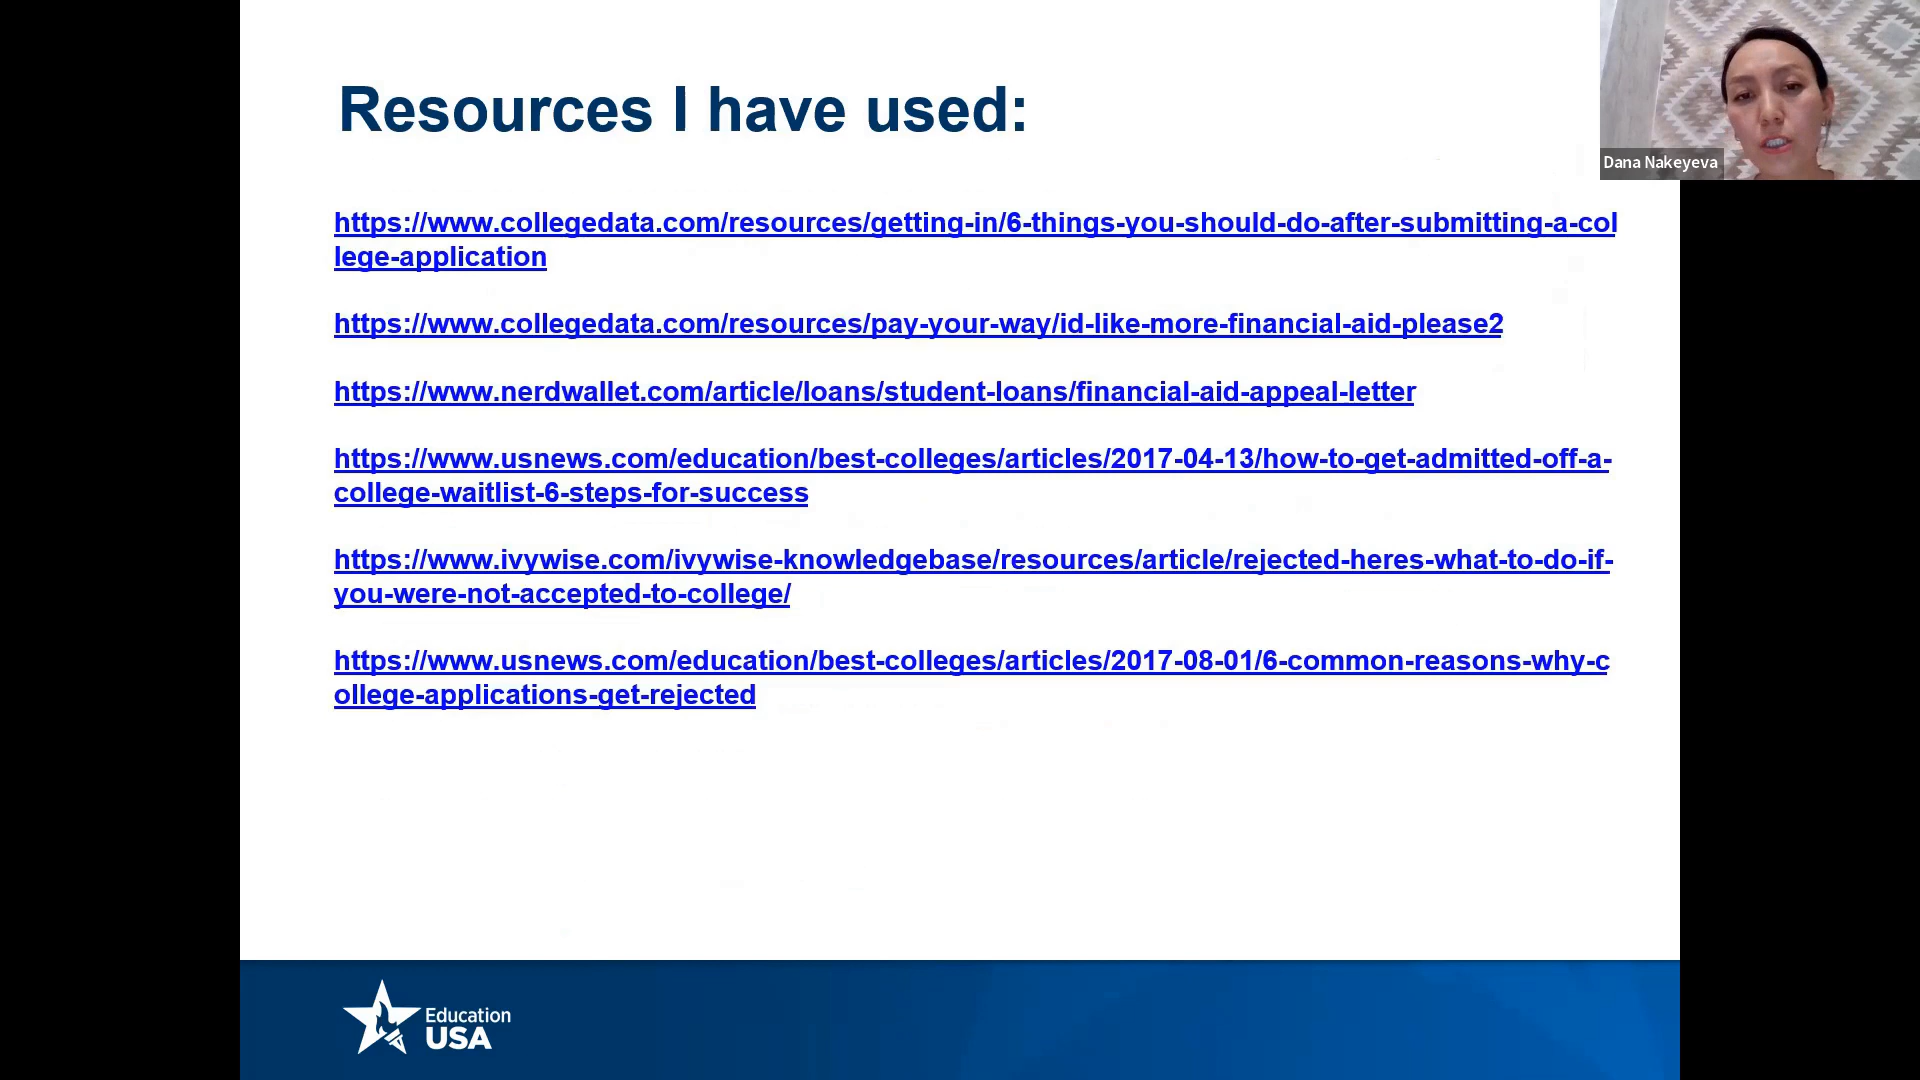 Resources I have used:
Dana Nakeyeva
https://www.collegedata.com/resources/getting-in/6-things-you-should-do-after-submitting-a-col
lege-application
https://www.collegedata.com/resources/pay-your-way/id-like-more-financial-aid-please2
https://www.nerdwallet.com/article/loans/student-loans/financial-aid-appeal-letter
https://www.usnews.com/education/best-colleges/articles/2017-04-13/how-to-get-admitted-off-a-
college-waitlist-6-steps-for-success
https://www.ivywise.com/ivywise-knowledgebase/resources/article/rejected-heres-what-to-do-if-
you-were-not-accepted-to-college/
https://www.usnews.com/education/best-colleges/articles/2017-08-01/6-common-reasons-why-c
ollege-applications-get-rejected
Education
USA